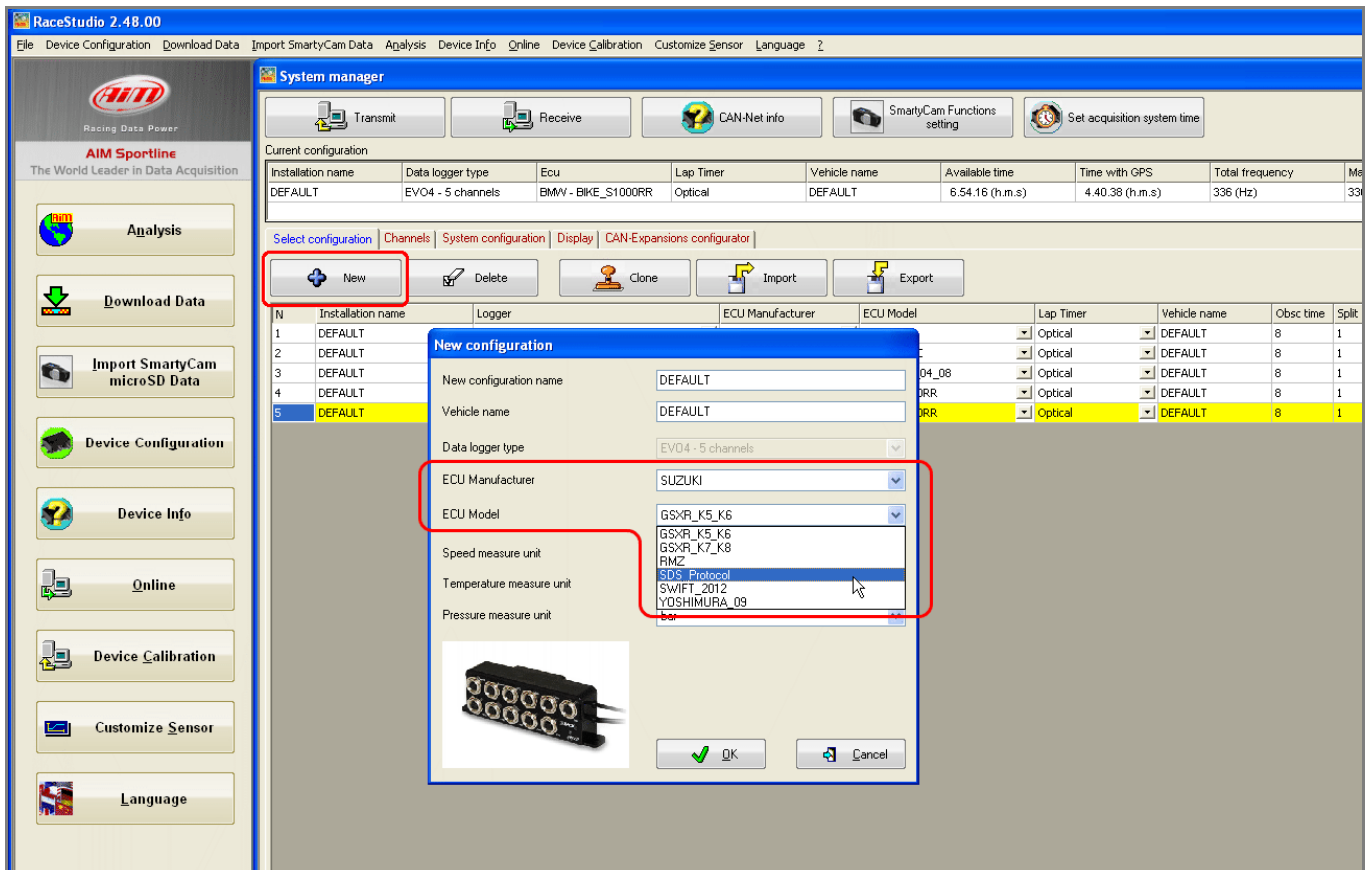 RaceStudio 2.48.00
File Device Configuration Download Data Import SmartyCam Data Analysis Device Info Online Device Calibration Customize Sensor Language ?
AiM
Racing Data Power
AIM Sportline
The World Leader in Data Acquisition
Analysis
Download Data
Import SmartyCam
microSD Data
Device Configuration
Device Info
Online
Device Calibration
Customize Sensor
Language
System manager
Transmit Receive CAN-Net info SmartyCam Functions
setting Set acquisition system time
Current configuration
Installation name Data logger type Ecu Lap Timer Vehicle name Available time Time with GPS Total frequency Ma
DEFAULT EVO4 - 5 channels BMW - BIKE_S1000RR Optical DEFAULT 6.54.16 (h.m.s) 4.40.38 (h.m.s) 336 (Hz) 33
Select configuration Channels System configuration Display CAN-Expansions configurator
New Delete Clone Import Export
N Installation name Logger ECU Manufacturer ECU Model Lap Timer Vehicle name Obsc time Split
1 DEFAULT Optical DEFAULT 8 1
2 DEFAULT Optical DEFAULT 8 1
3 DEFAULT 04_08 Optical DEFAULT 8 1
4 DEFAULT RR Optical DEFAULT 8 1
5 DEFAULT RR Optical DEFAULT 8 1
New configuration
New configuration name DEFAULT
Vehicle name DEFAULT
Data logger type EVO4 - 5 channels
ECU Manufacturer SUZUKI
ECU Model GSXR_K5_K6
GSXR_K5_K6
GSXR_K7_K8
RMZ
SDS_Protocol
SWIFT_2012
YOSHIMURA_09
Speed measure unit
Temperature measure unit
Pressure measure unit bar
OK Cancel